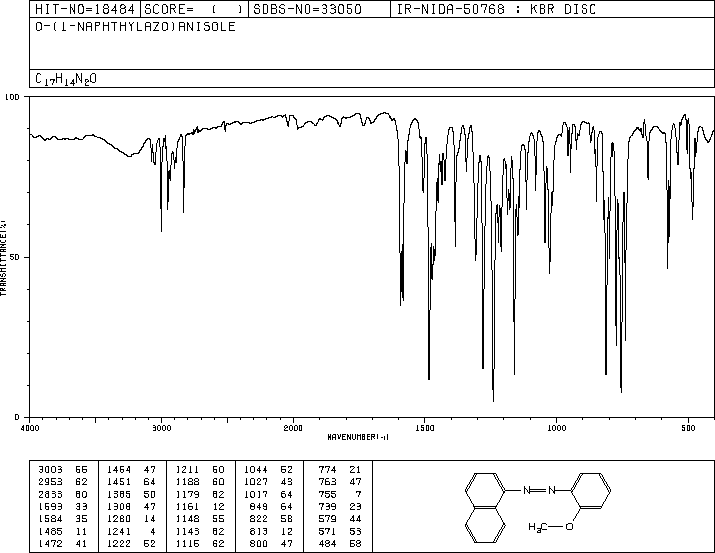 HIT-NO=18484 SCORE= ( ) SDBS-NO=33050 IR-NIDA-50768 : KBR DISC
O-(1-NAPHTHYLAZO)ANISOLE
C17H14N2O
100
50
0
TRANSMITTANCE(%)
4000 3000 2000 1500 1000 500
WAVENUMBER(-1)
3003 66 1464 47 1211 60 1044 62 774 21
2953 62 1451 64 1188 60 1027 43 763 47
2833 60 1385 50 1179 62 1017 64 755 7
1593 33 1308 47 1161 12 849 64 739 23
1584 35 1280 14 1148 55 822 58 579 44
1485 11 1241 4 1143 62 813 12 571 53
1472 41 1222 52 1115 62 800 47 484 58
N=N
H3C O